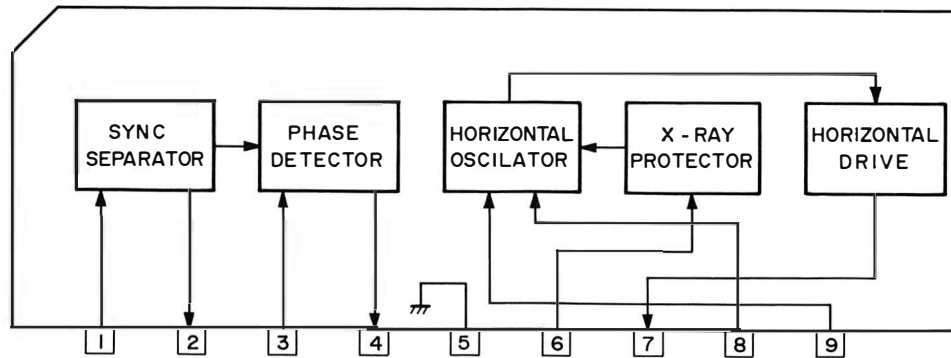 SYNC
SEPARATOR
PHASE
DETECTOR
HORIZONTAL
OSCILATOR
X - RAY
PROTECTOR
HORIZONTAL
DRIVE
1 2 3 4 5 6 7 8 9